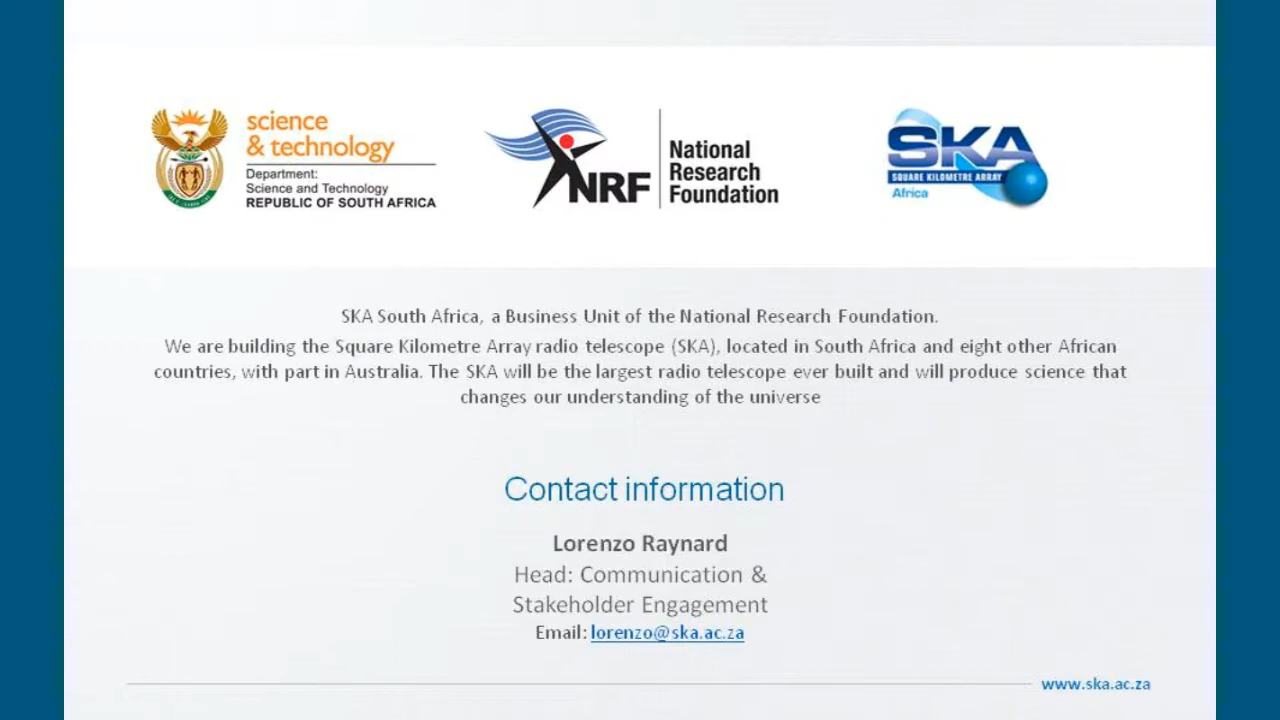 science
& technology
Department:
Science and Technology
REPUBLIC OF SOUTH AFRICA
NRF
National
Research
Foundation
SKA
SQUARE KILOMETRE ARRAY
Africa
SKA South Africa, a Business Unit of the National Research Foundation.
We are building the Square Kilometre Array radio telescope (SKA), located in South Africa and eight other African
countries, with part in Australia. The SKA will be the largest radio telescope ever built and will produce science that
changes our understanding of the universe
Contact information
Lorenzo Raynard
Head: Communication &
Stakeholder Engagement
Email: lorenzo@ska.ac.za
www.ska.ac.za